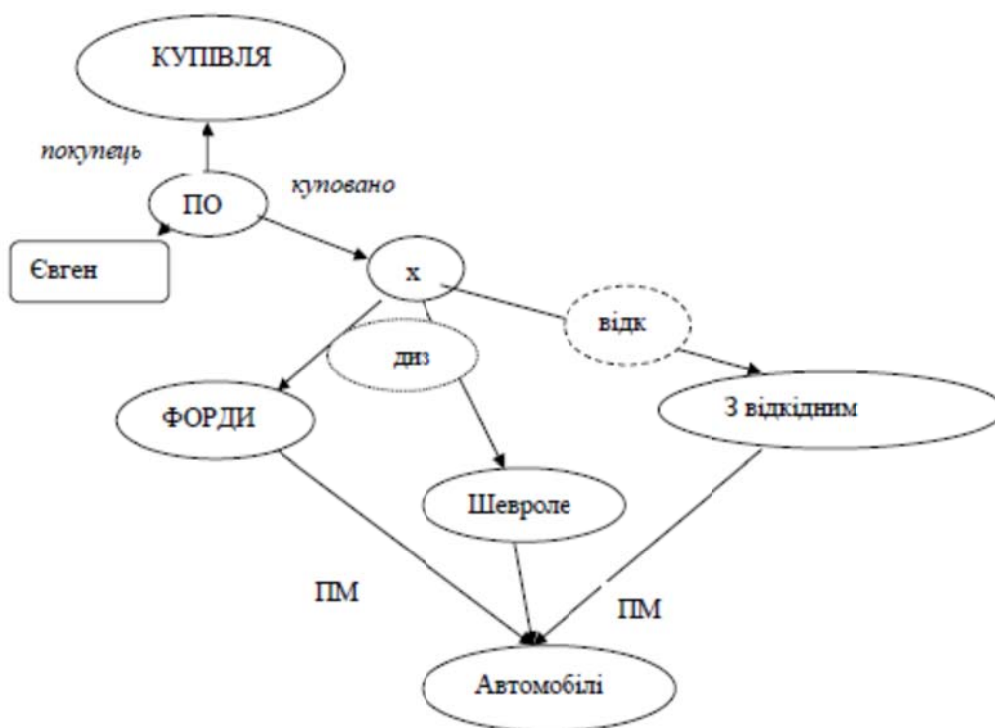 КУПІВЛЯ
покупець
куповано
ПО
Євген
х
відк
диз
ФОРДИ
З відкідним
Шевроле
ПМ
ПМ
Автомобілі